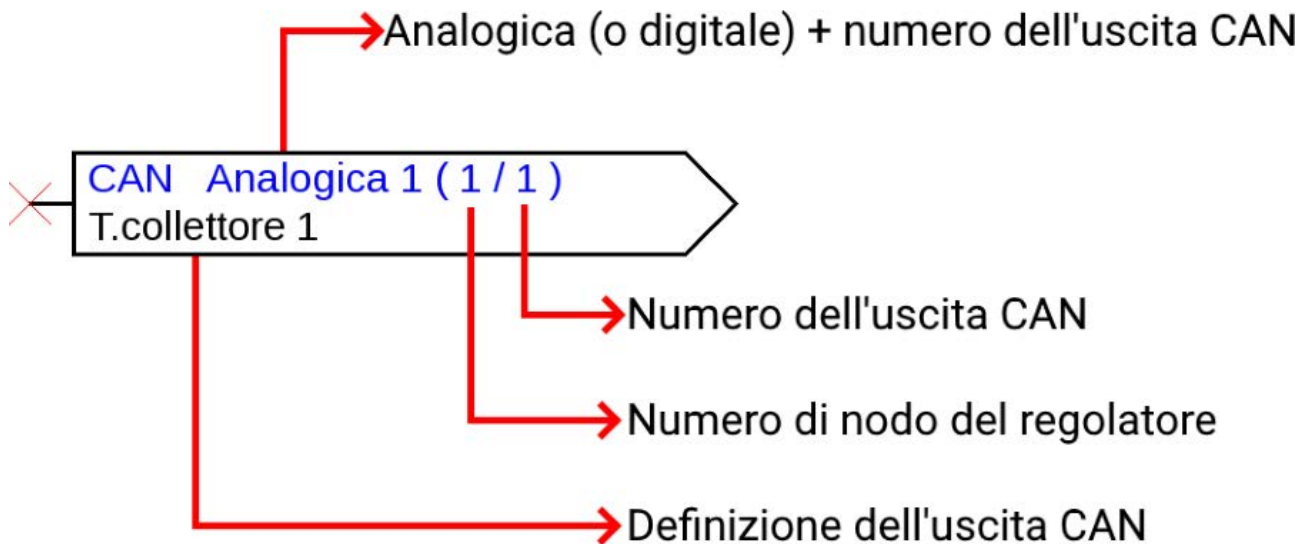 Analogica (o digitale) + numero dell'uscita CAN
CAN Analogica 1 ( 1 / 1 )
T.collettore 1
Numero dell'uscita CAN
Numero di nodo del regolatore
Definizione dell'uscita CAN